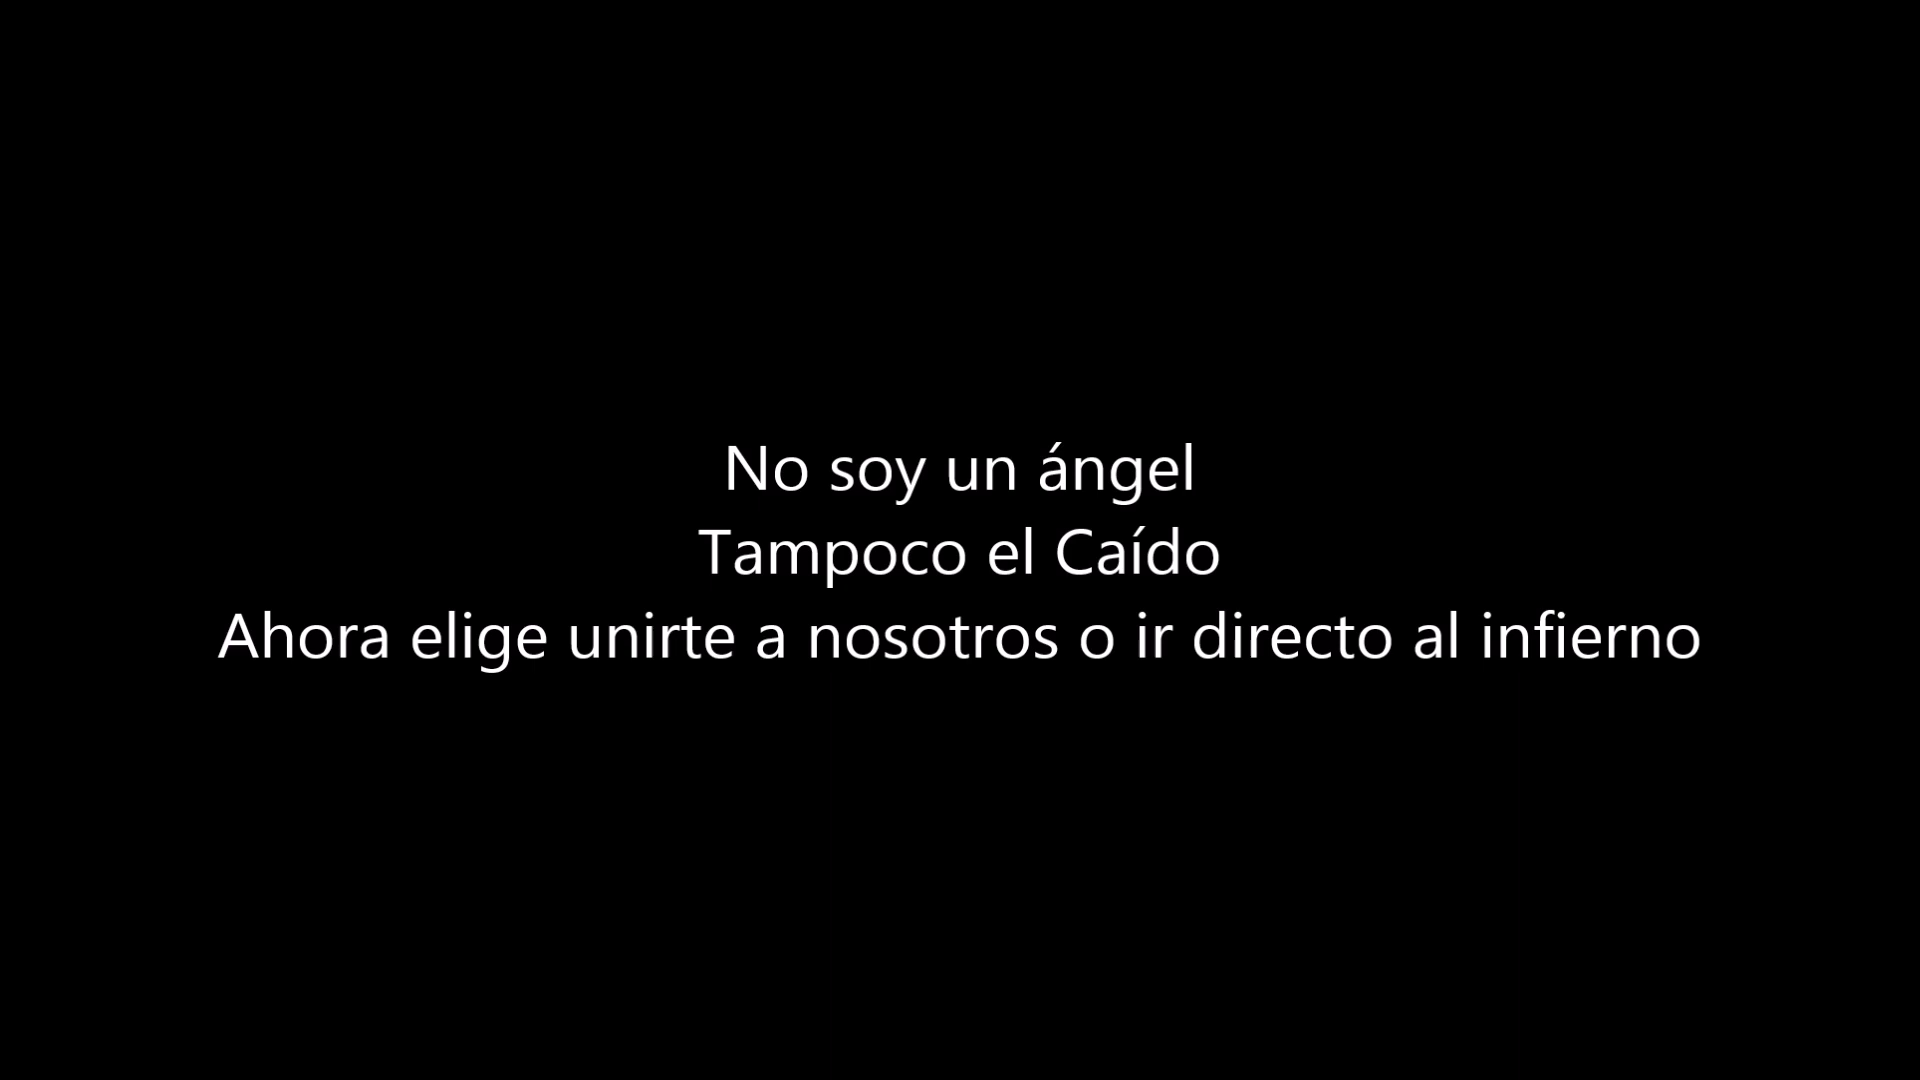 No soy un ángel
Tampoco el Caído
Ahora elige unirte a nosotros o ir directo al infierno